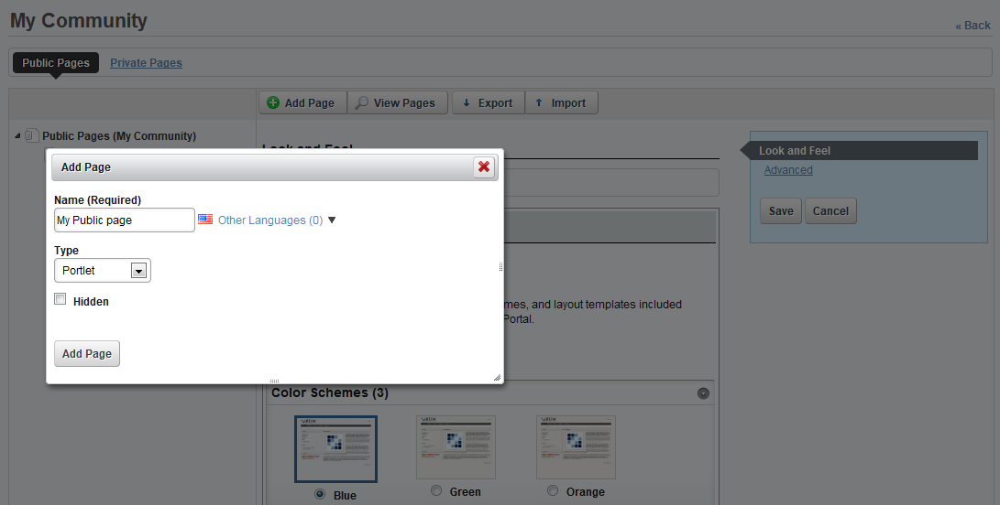 My Community
« Back
Public Pages Private Pages
Add Page View Pages Export Import
Public Pages (My Community)
Look and Feel
Look and Feel
Advanced
Save Cancel
Add Page
Name (Required)
My Public page Other Languages (0)
Type
Portlet
Hidden
mes, and layout templates included
Portal.
Add Page
Color Schemes (3)
Blue Green Orange